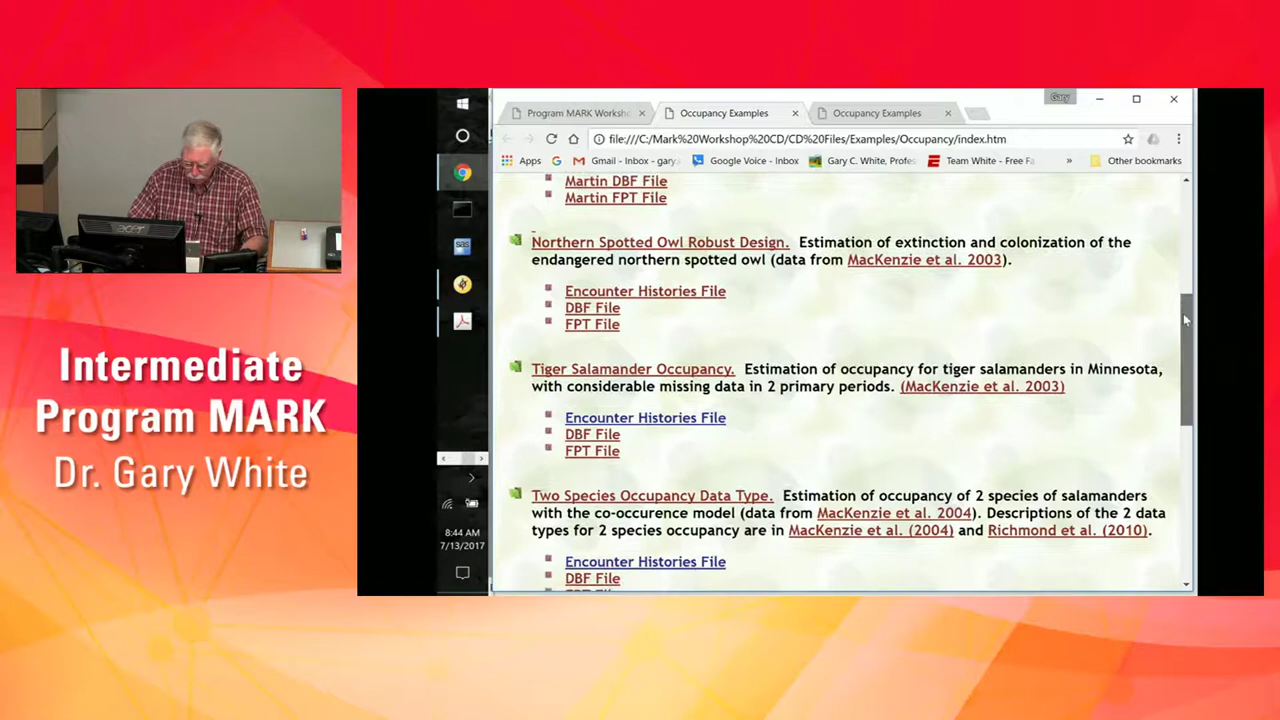 Intermediate
Program MARK
Dr. Gary White
acer
Gary
Program MARK Worksho
Occupancy Examples
Occupancy Examples
file:///C:/Mark%20Workshop%20CD/CD%20Files/Examples/Occupancy/index.htm
Apps
Gmail - Inbox - gary.
Google Voice - Inbox
Gary C. White, Profes
Team White - Free Fa
»
Other bookmarks
Martin DBF File
Martin FPT File
Northern Spotted Owl Robust Design. Estimation of extinction and colonization of the
endangered northern spotted owl (data from MacKenzie et al. 2003).
Encounter Histories File
DBF File
FPT File
Tiger Salamander Occupancy. Estimation of occupancy for tiger salamanders in Minnesota,
with considerable missing data in 2 primary periods. (MacKenzie et al. 2003)
Encounter Histories File
DBF File
FPT File
Two Species Occupancy Data Type. Estimation of occupancy of 2 species of salamanders
with the co-occurence model (data from MacKenzie et al. 2004). Descriptions of the 2 data
types for 2 species occupancy are in MacKenzie et al. (2004) and Richmond et al. (2010).
Encounter Histories File
DBF File
sas
8:44 AM
7/13/2017